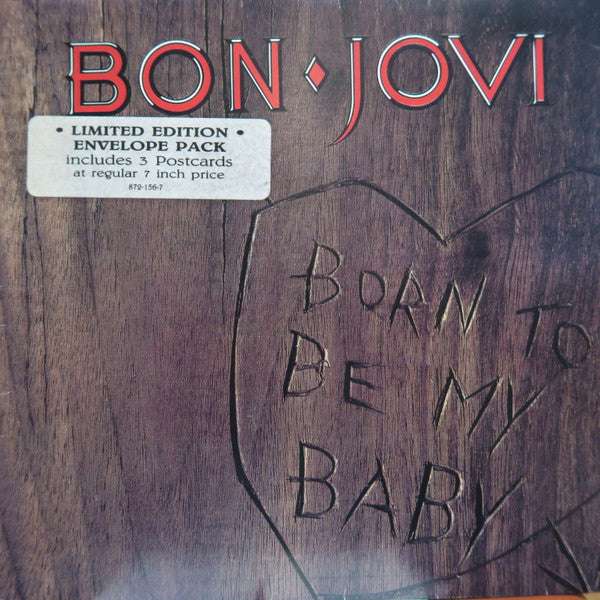 BON♦JOVI
• LIMITED EDITION •
ENVELOPE PACK
includes 3 Postcards
at regular 7 inch price
872-156-7
BORN TO
BE MY
BABY